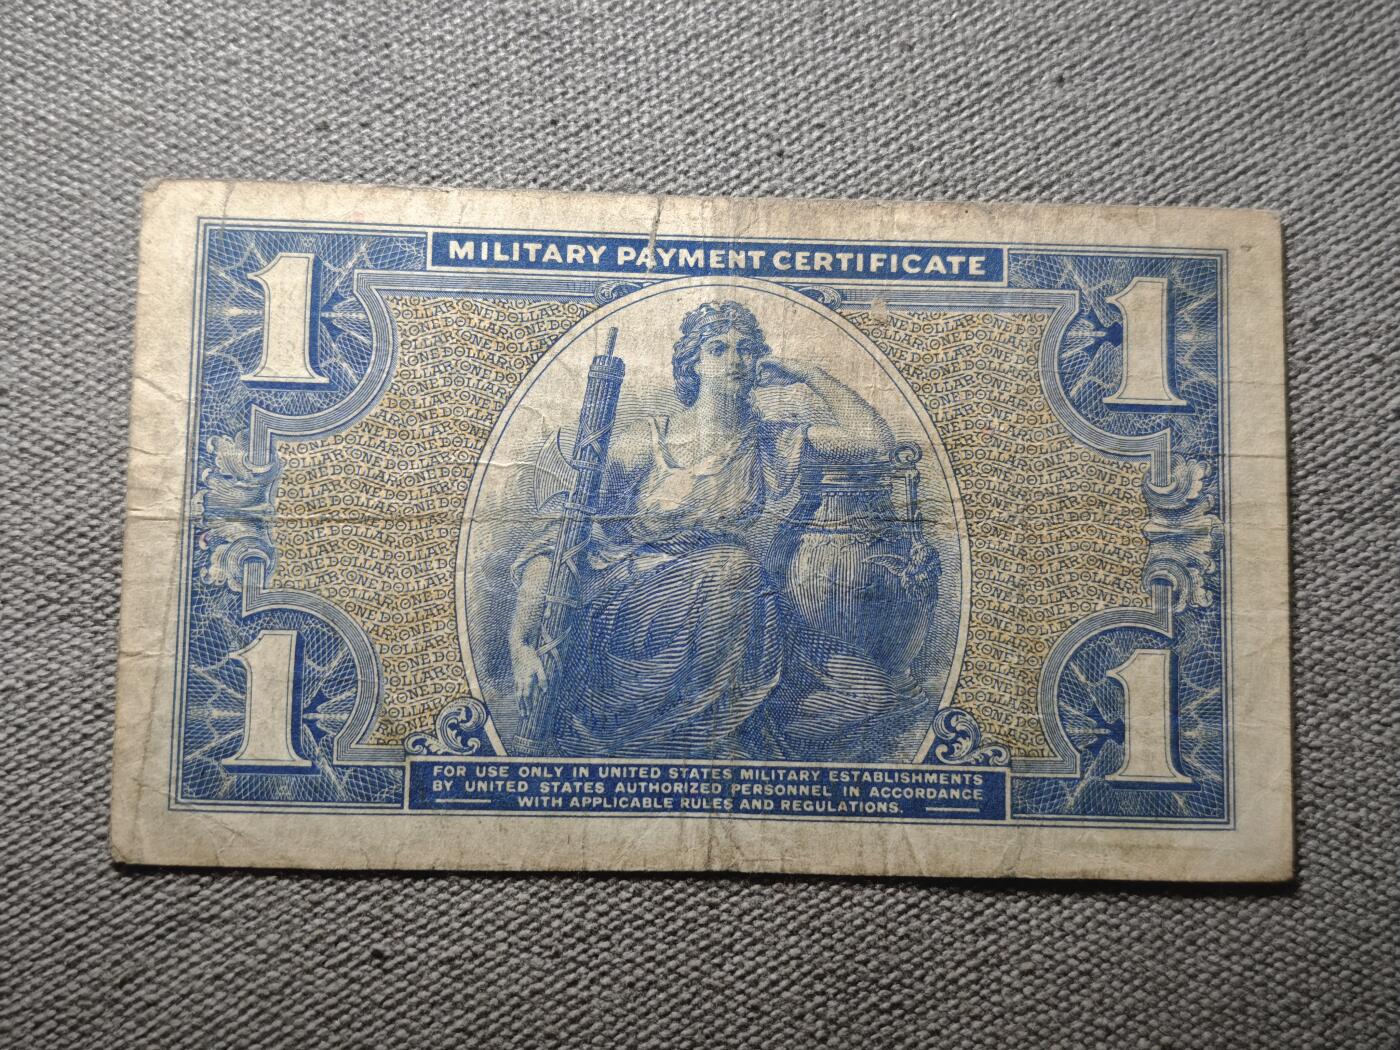 MILITARY PAYMENT CERTIFICATE
1 1
1 1
FOR USE ONLY IN UNITED STATES MILITARY ESTABLISHMENTS
BY UNITED STATES AUTHORIZED PERSONNEL IN ACCORDANCE
WITH APPLICABLE RULES AND REGULATIONS.